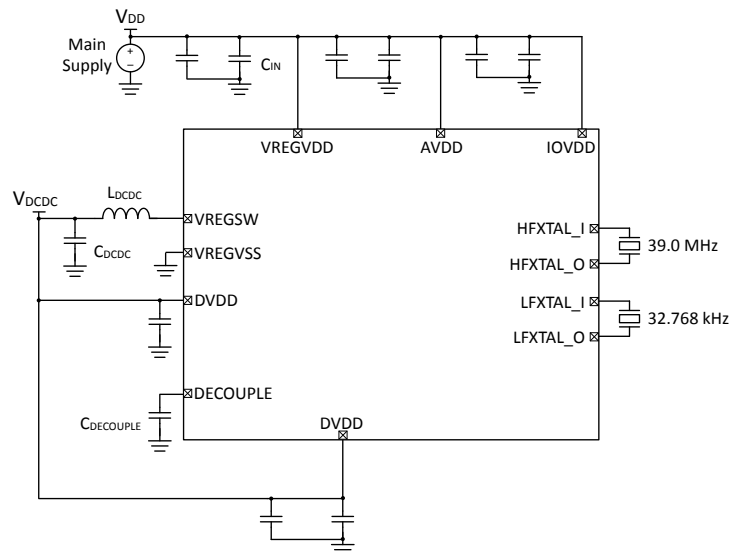 VDD
Main
Supply
+
−
CIN
VREGVDD
AVDD
IOVDD
VDCDC
LDCDC
VREGSW
HFXTAL_I
CDCDC
VREGVSS
39.0 MHz
HFXTAL_O
DVDD
LFXTAL_I
32.768 kHz
LFXTAL_O
DECOUPLE
CDECOUPLE
DVDD